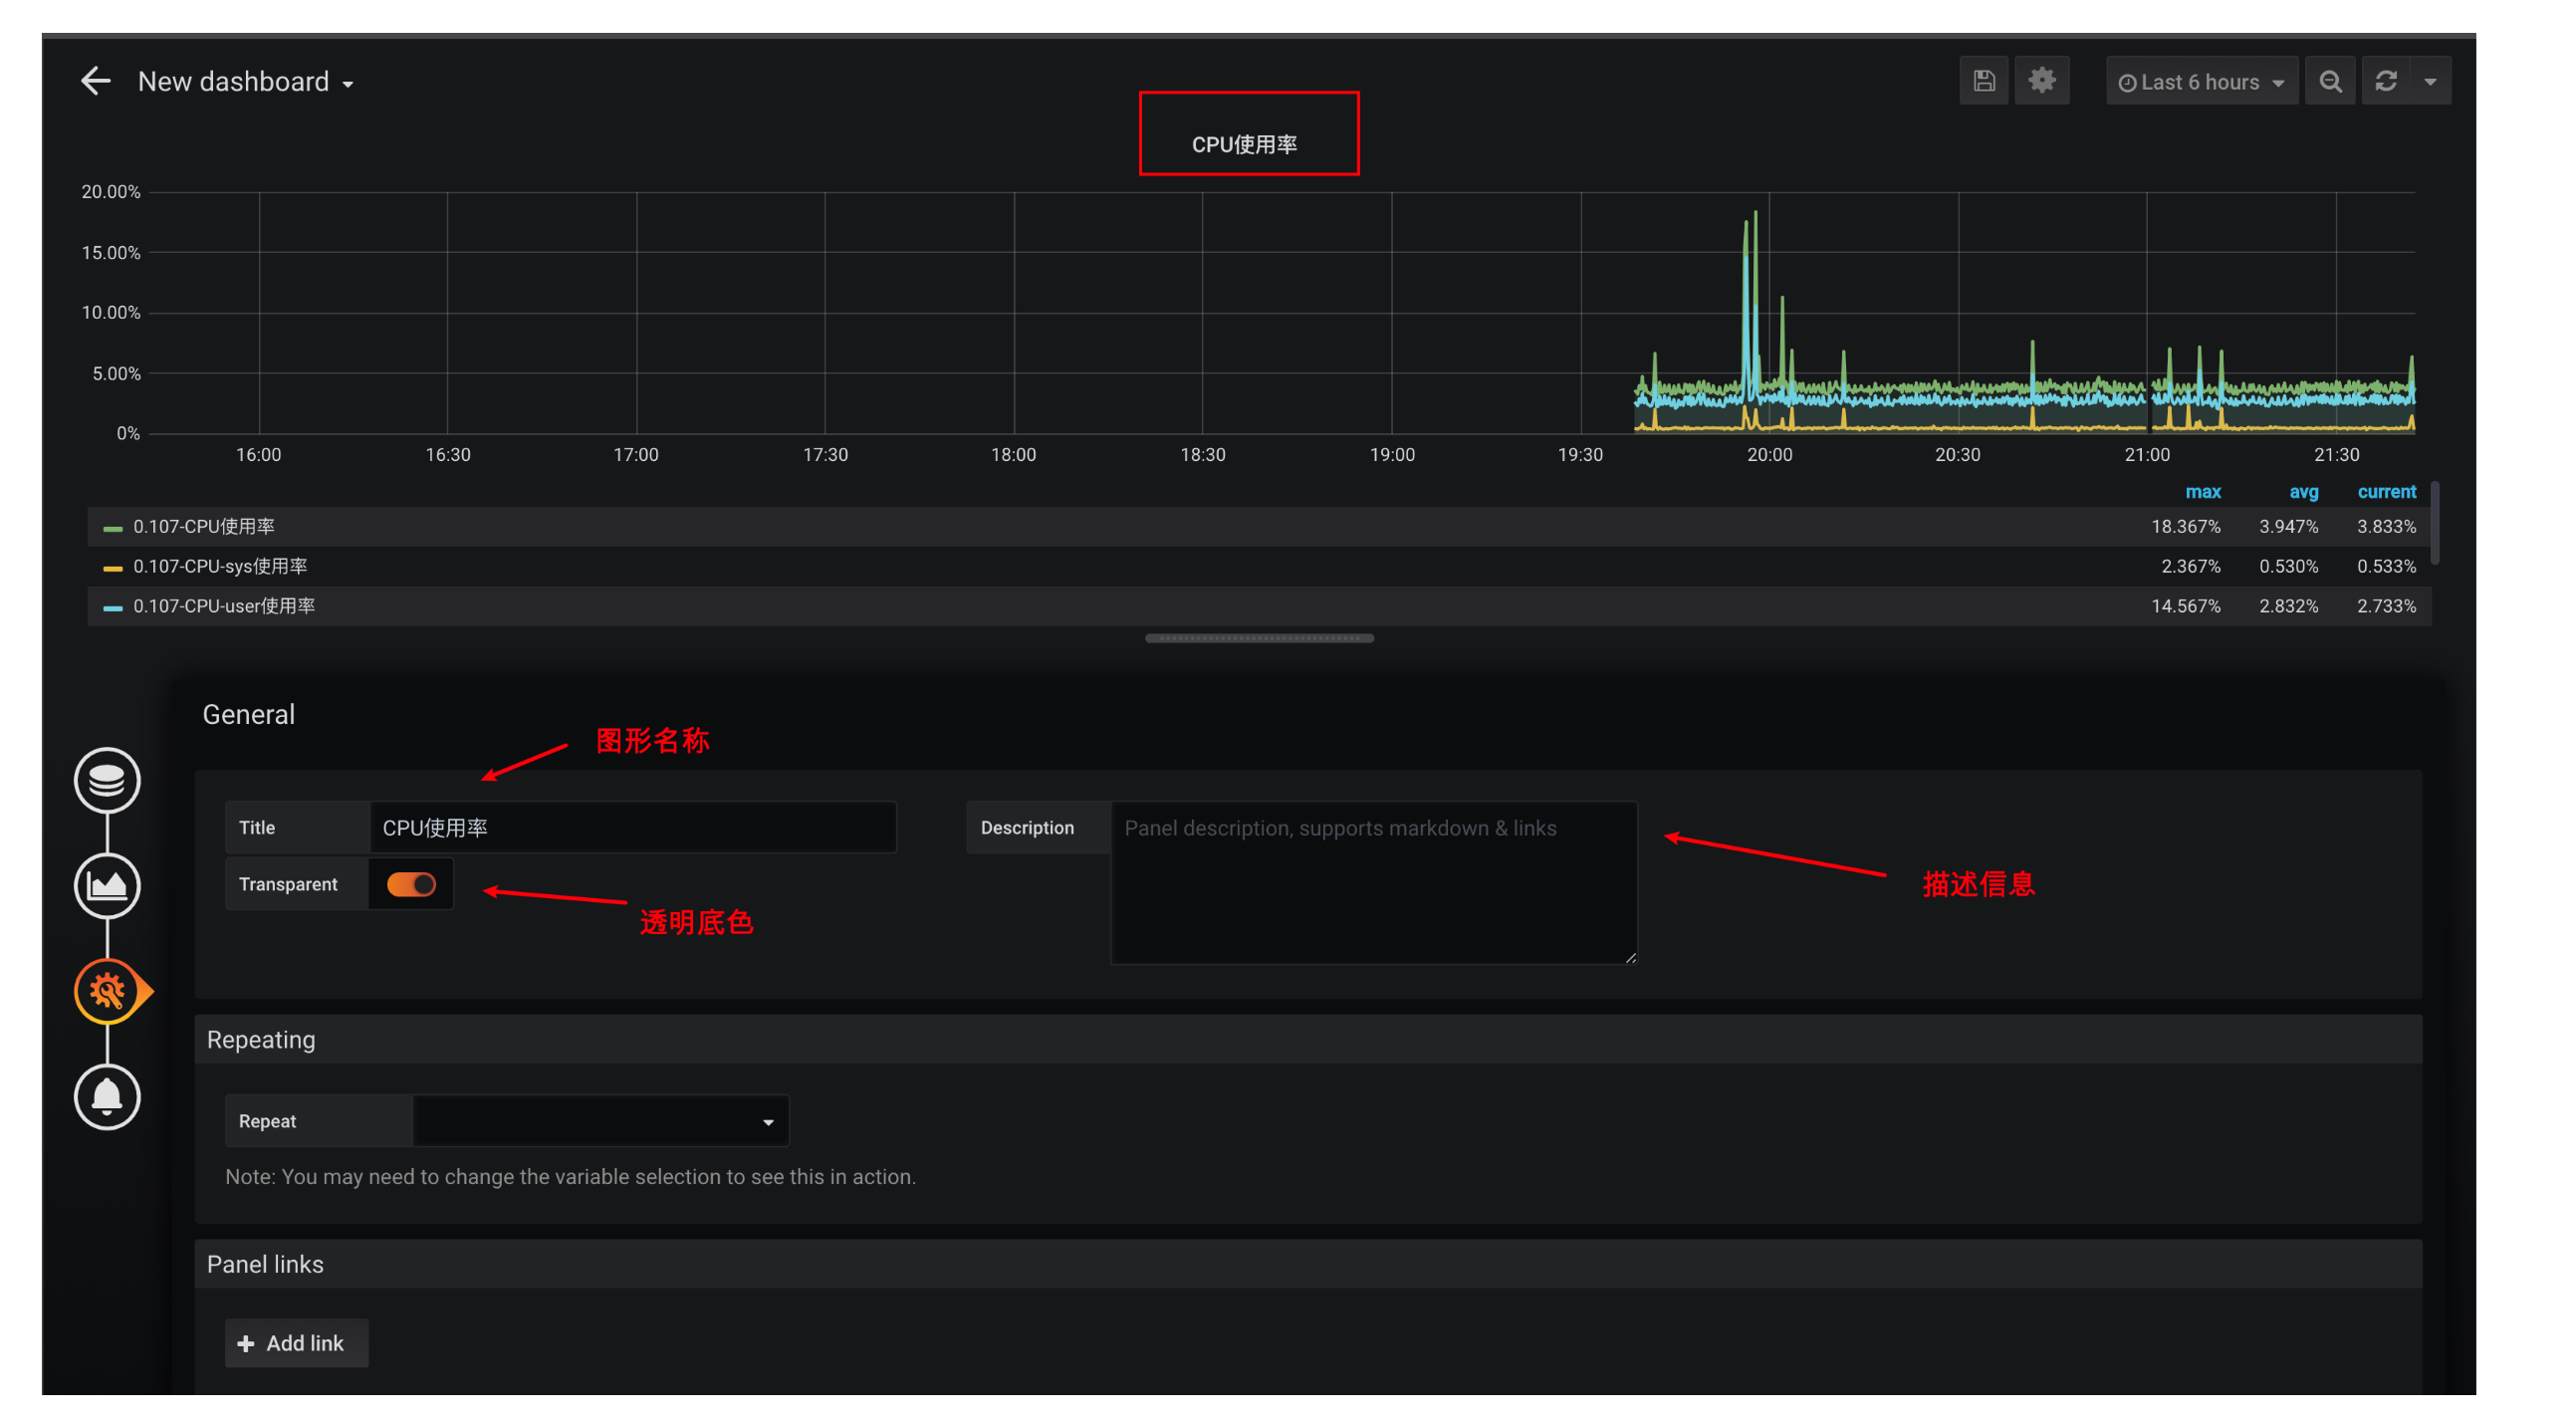 New dashboard
Last 6 hours
CPU使用率
20.00%
15.00%
10.00%
5.00%
0%
16:00 16:30 17:00 17:30 18:00 18:30 19:00 19:30 20:00 20:30 21:00 21:30
max avg current
0.107-CPU使用率 18.367% 3.947% 3.833%
0.107-CPU-sys使用率 2.367% 0.530% 0.533%
0.107-CPU-user使用率 14.567% 2.832% 2.733%
General
图形名称
Title CPU使用率
Description Panel description, supports markdown & links
Transparent
透明底色
描述信息
Repeating
Repeat
Note: You may need to change the variable selection to see this in action.
Panel links
+ Add link